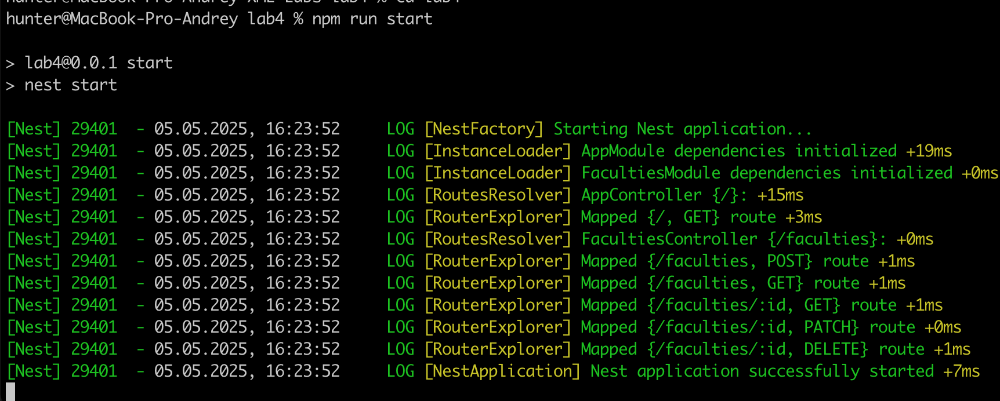 hunter@MacBook-Pro-Andrey XML-Labs lab4 % cd lab4
hunter@MacBook-Pro-Andrey lab4 % npm run start
> lab4@0.0.1 start
> nest start
[Nest] 29401  - 05.05.2025, 16:23:52     LOG [NestFactory] Starting Nest application...
[Nest] 29401  - 05.05.2025, 16:23:52     LOG [InstanceLoader] AppModule dependencies initialized +19ms
[Nest] 29401  - 05.05.2025, 16:23:52     LOG [InstanceLoader] FacultiesModule dependencies initialized +0ms
[Nest] 29401  - 05.05.2025, 16:23:52     LOG [RoutesResolver] AppController {/}: +15ms
[Nest] 29401  - 05.05.2025, 16:23:52     LOG [RouterExplorer] Mapped {/, GET} route +3ms
[Nest] 29401  - 05.05.2025, 16:23:52     LOG [RoutesResolver] FacultiesController {/faculties}: +0ms
[Nest] 29401  - 05.05.2025, 16:23:52     LOG [RouterExplorer] Mapped {/faculties, POST} route +1ms
[Nest] 29401  - 05.05.2025, 16:23:52     LOG [RouterExplorer] Mapped {/faculties, GET} route +1ms
[Nest] 29401  - 05.05.2025, 16:23:52     LOG [RouterExplorer] Mapped {/faculties/:id, GET} route +1ms
[Nest] 29401  - 05.05.2025, 16:23:52     LOG [RouterExplorer] Mapped {/faculties/:id, PATCH} route +0ms
[Nest] 29401  - 05.05.2025, 16:23:52     LOG [RouterExplorer] Mapped {/faculties/:id, DELETE} route +1ms
[Nest] 29401  - 05.05.2025, 16:23:52     LOG [NestApplication] Nest application successfully started +7ms